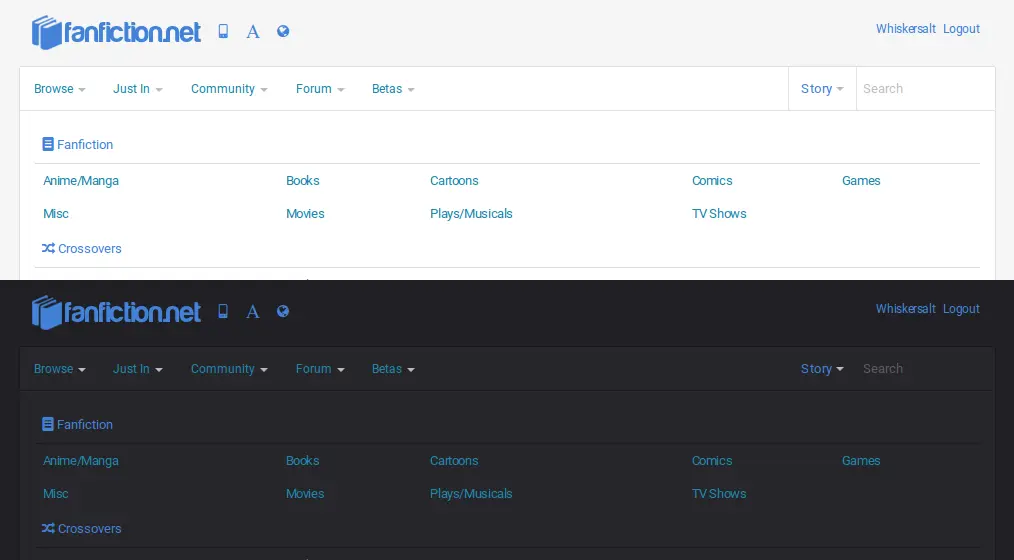 fanfiction.net A Whiskersalt Logout
Browse Just In Community Forum Betas Story Search
Fanfiction
Anime/Manga Books Cartoons Comics Games
Misc Movies Plays/Musicals TV Shows
Crossovers
fanfiction.net A Whiskersalt Logout
Browse Just In Community Forum Betas Story Search
Fanfiction
Anime/Manga Books Cartoons Comics Games
Misc Movies Plays/Musicals TV Shows
Crossovers